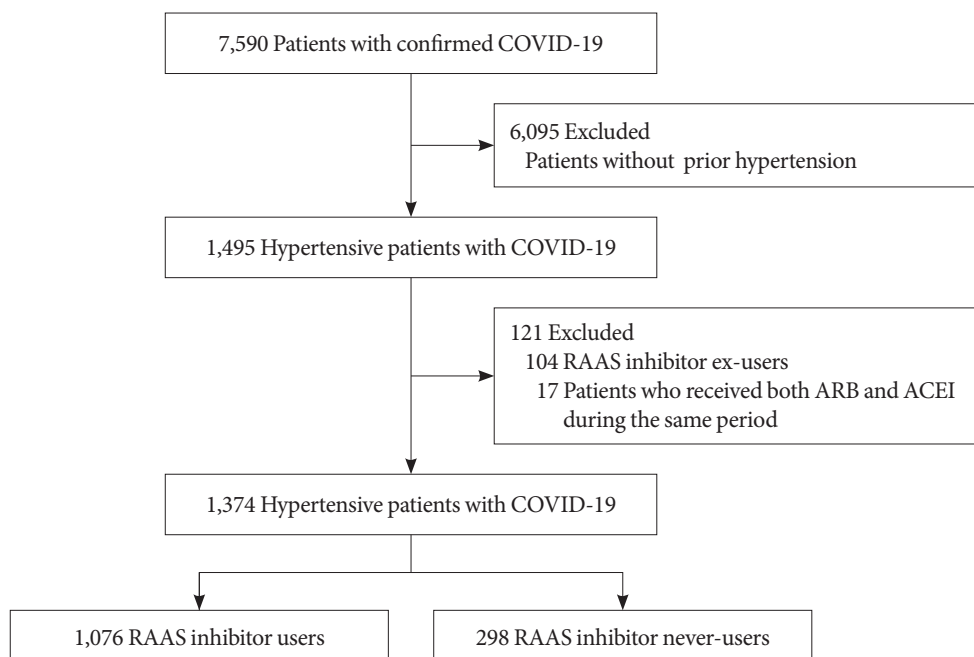 7,590 Patients with confirmed COVID-19
6,095 Excluded
Patients without prior hypertension
1,495 Hypertensive patients with COVID-19
121 Excluded
104 RAAS inhibitor ex-users
17 Patients who received both ARB and ACEI
during the same period
1,374 Hypertensive patients with COVID-19
1,076 RAAS inhibitor users
298 RAAS inhibitor never-users